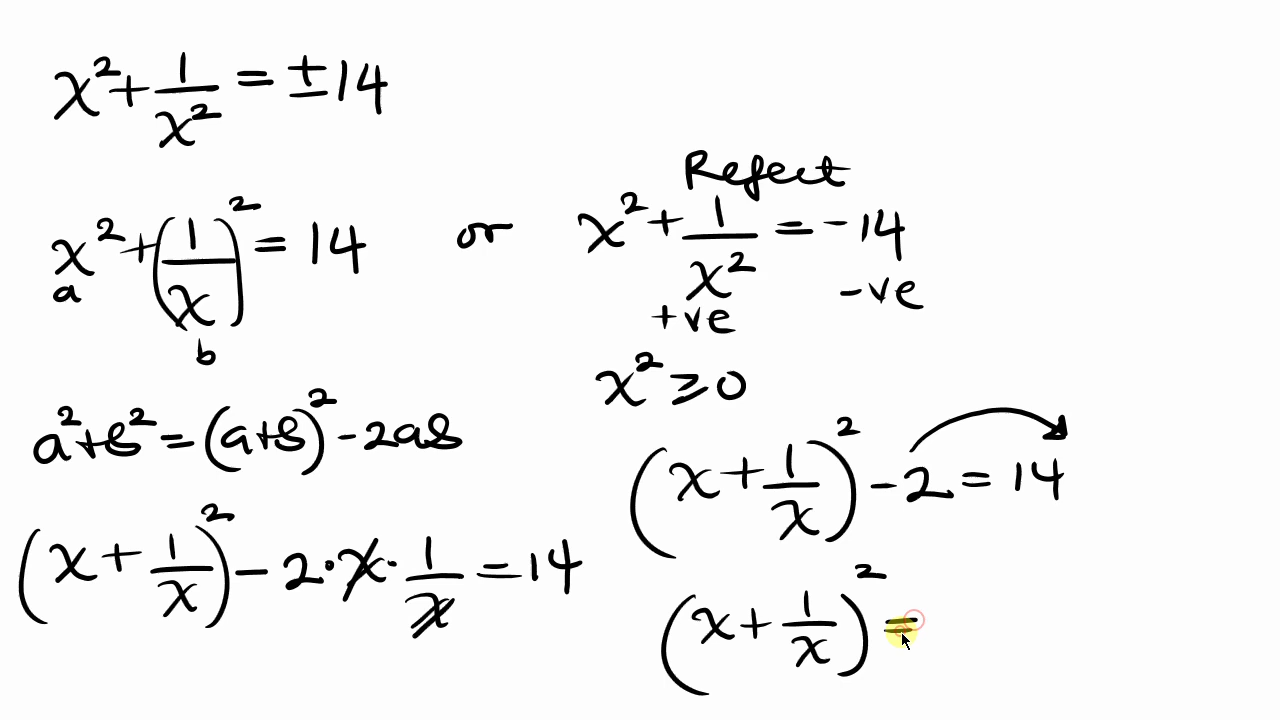 x² + 1/x² = ±14
x² + (1/x)² = 14 or x² + 1/x² = -14
Reject
a
b
+ve
-ve
x² ≥ 0
a² + b² = (a+b)² - 2ab
(x + 1/x)² - 2 · x · 1/x = 14
(x + 1/x)² - 2 = 14
(x + 1/x)² =